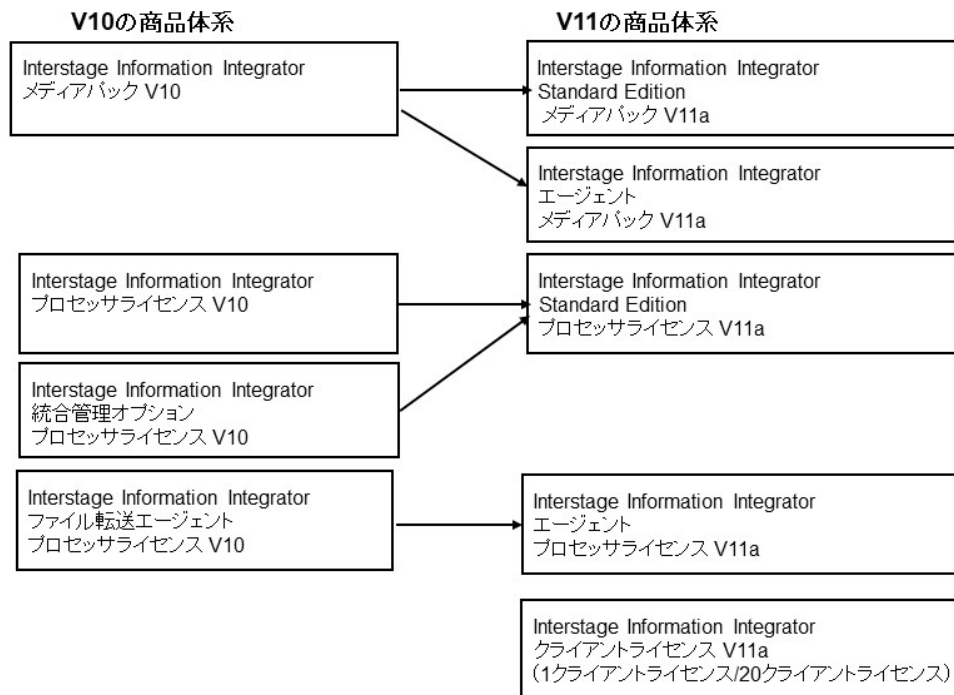 V10の商品体系
Interstage Information Integrator
メディアパック V10
Interstage Information Integrator
プロセッサライセンス V10
Interstage Information Integrator
統合管理オプション
プロセッサライセンス V10
Interstage Information Integrator
ファイル転送エージェント
プロセッサライセンス V10
V11の商品体系
Interstage Information Integrator
Standard Edition
メディアパック V11a
Interstage Information Integrator
エージェント
メディアパック V11a
Interstage Information Integrator
Standard Edition
プロセッサライセンス V11a
Interstage Information Integrator
エージェント
プロセッサライセンス V11a
Interstage Information Integrator
クライアントライセンス V11a
(1クライアントライセンス/20クライアントライセンス)